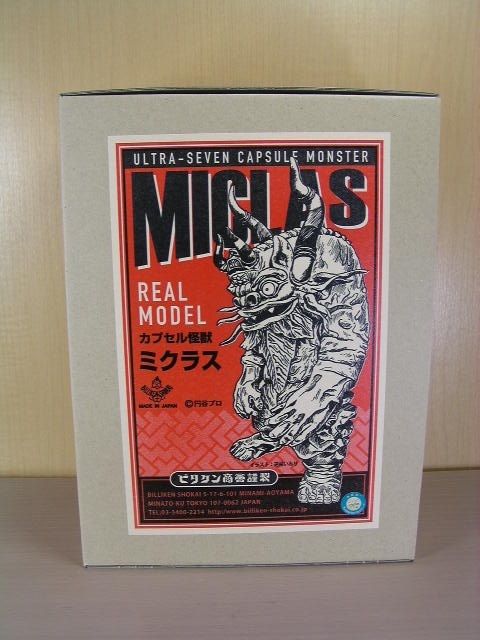 ULTRA-SEVEN CAPSULE MONSTER
MICLAS
REAL
MODEL
カプセル怪獣
ミクラス
BILLIKEN SHOKAI
MADE IN JAPAN
©円谷プロ
ビリケン商会謹製
BILLIKEN SHOKAI 5-17-6-101 MINAMI-AOYAMA
MINATO-KU TOKYO 107-0062 JAPAN
TEL.03-3400-2214 http://www.billiken-shokai.co.jp